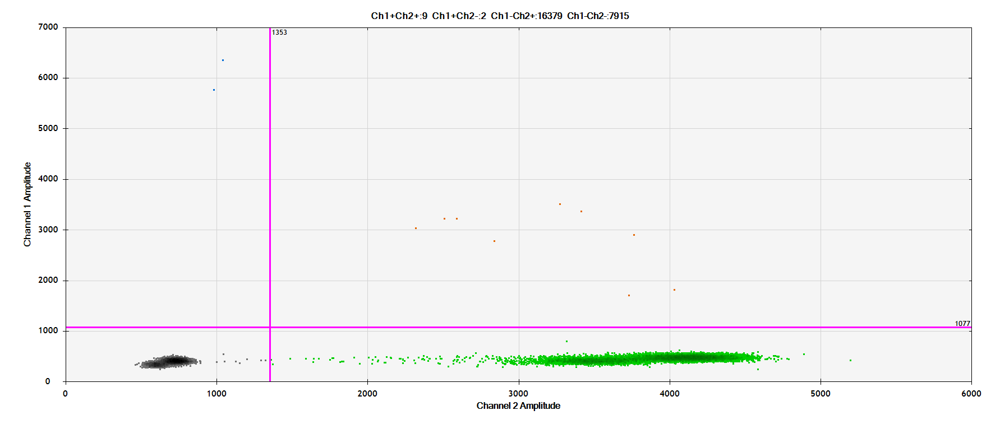 Ch1+Ch2+:9 Ch1+Ch2-:2 Ch1-Ch2+:16379 Ch1-Ch2-:7915
7000
1353
6000
5000
4000
Channel 1 Amplitude
3000
2000
1000
1077
0
0 1000 2000 3000 4000 5000 6000
Channel 2 Amplitude